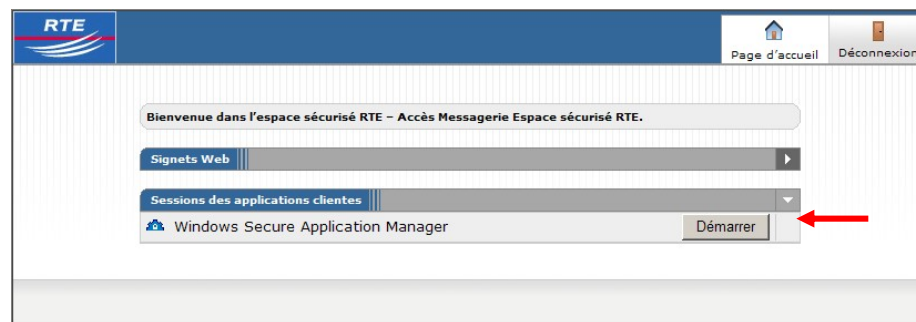 RTE
Page d'accueil
Déconnexion
Bienvenue dans l'espace sécurisé RTE – Accès Messagerie Espace sécurisé RTE.
Signets Web
Sessions des applications clientes
Windows Secure Application Manager
Démarrer